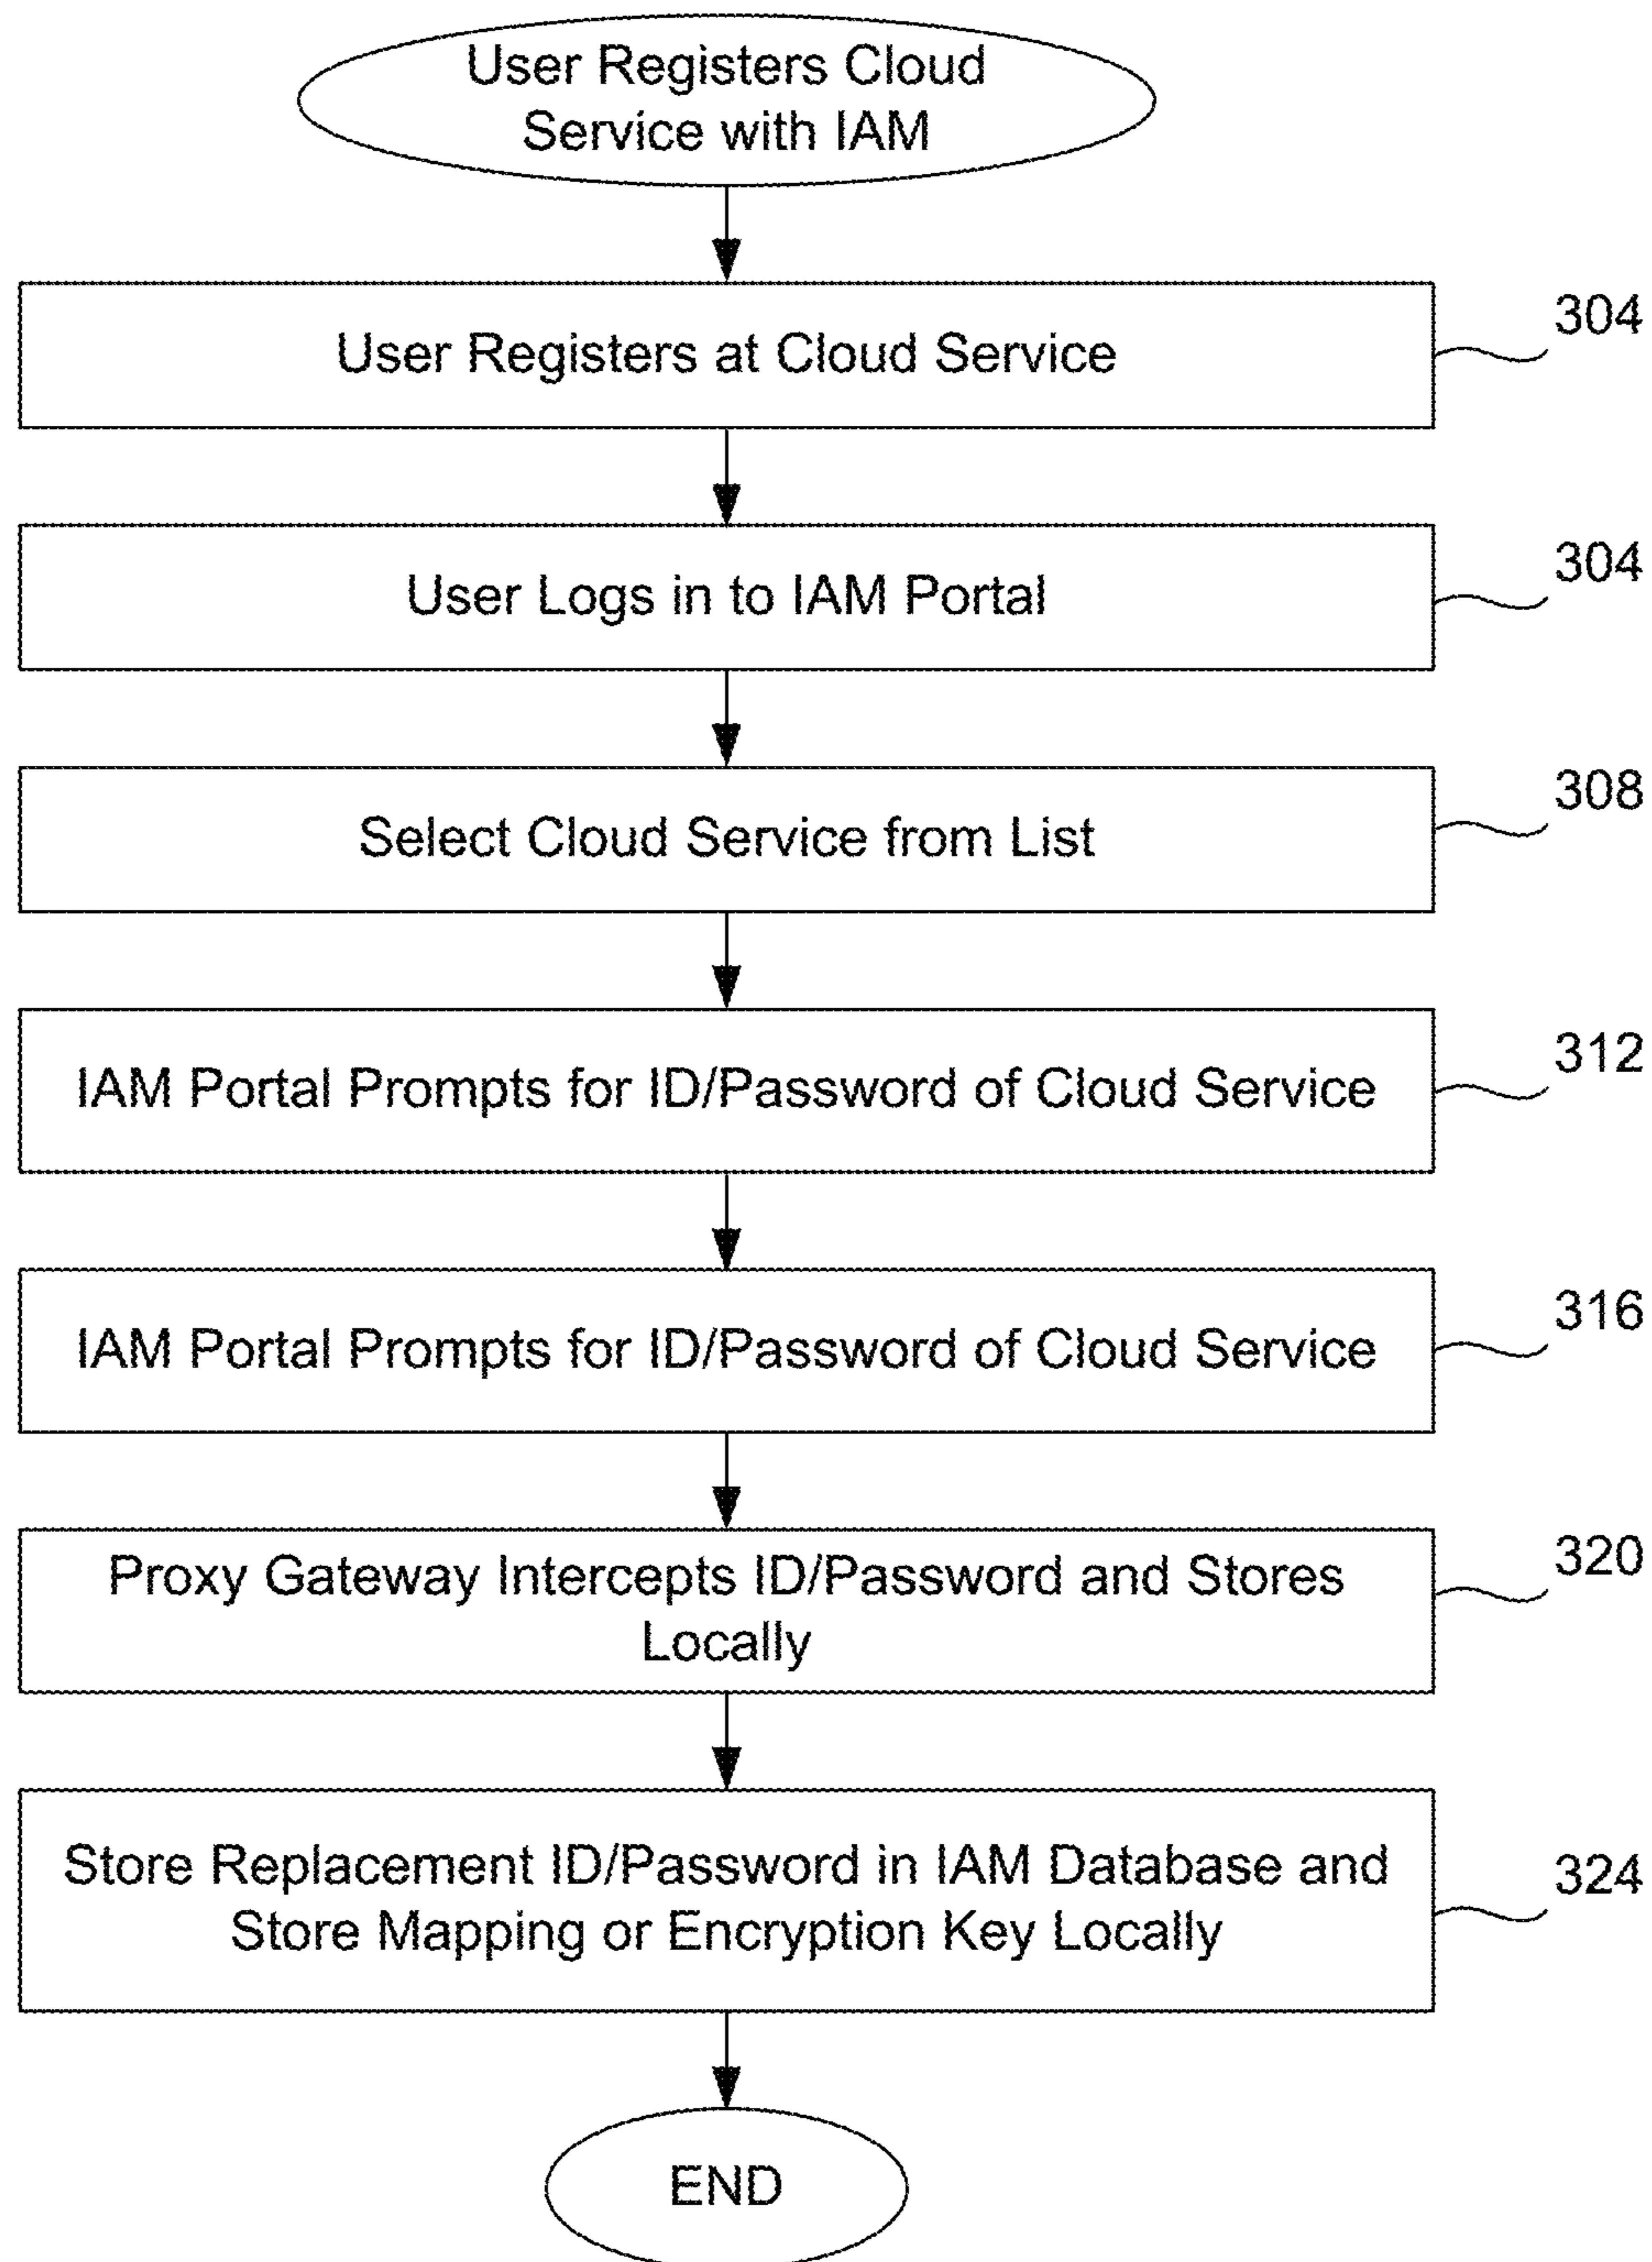 User Registers Cloud
Service with IAM
User Registers at Cloud Service
304
User Logs in to IAM Portal
304
Select Cloud Service from List
308
IAM Portal Prompts for ID/Password of Cloud Service
312
IAM Portal Prompts for ID/Password of Cloud Service
316
Proxy Gateway Intercepts ID/Password and Stores
Locally
320
Store Replacement ID/Password in IAM Database and
Store Mapping or Encryption Key Locally
324
END